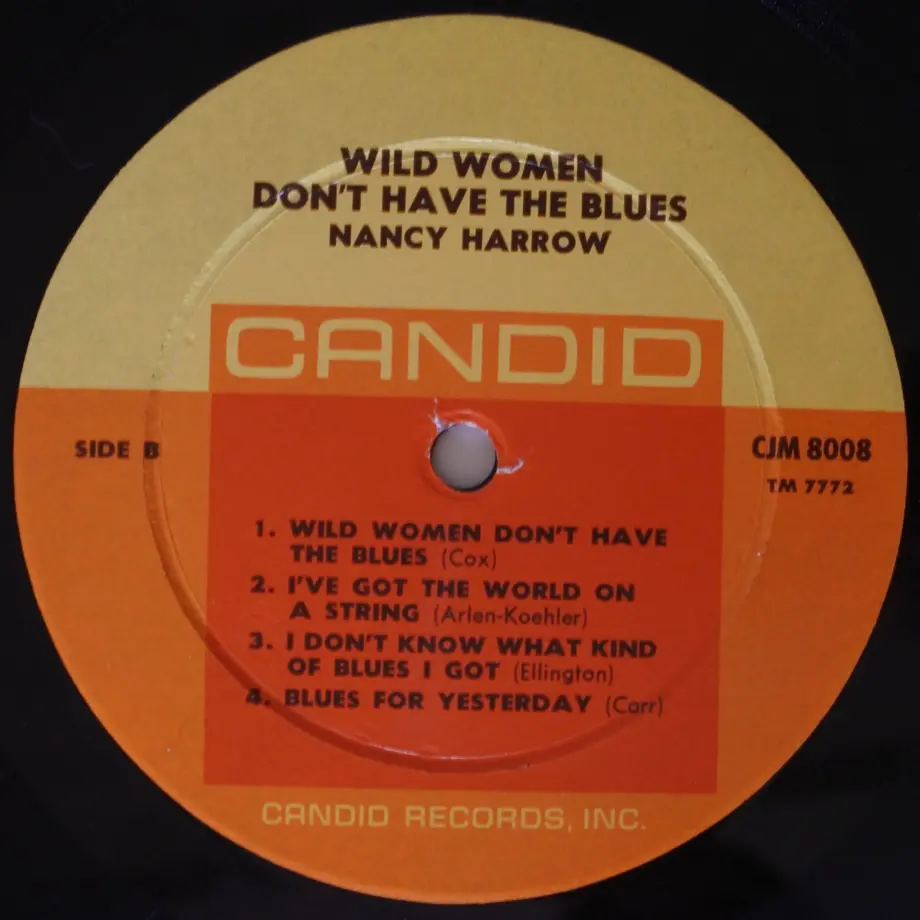 WILD WOMEN
DON'T HAVE THE BLUES
NANCY HARROW
CANDID
SIDE B
CJM 8008
TM 7772
1. WILD WOMEN DON'T HAVE
THE BLUES (Cox)
2. I'VE GOT THE WORLD ON
A STRING (Arlen-Koehler)
3. I DON'T KNOW WHAT KIND
OF BLUES I GOT (Ellington)
4. BLUES FOR YESTERDAY (Carr)
CANDID RECORDS, INC.